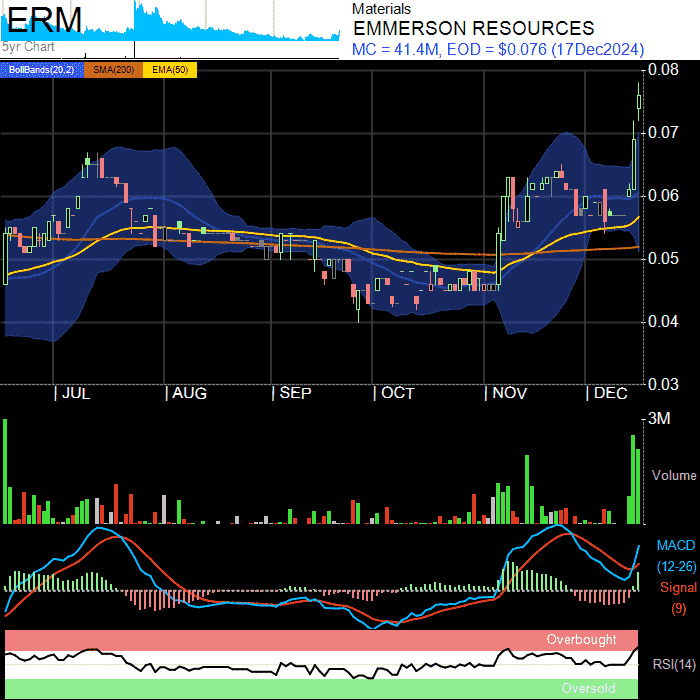 ERM
5yr Chart
Materials
EMMERSON RESOURCES
MC = 41.4M, EOD = $0.076 (17Dec2024)
BollBands(20,2) SMA(200) EMA(50)
0.08
0.07
0.06
0.05
0.04
0.03
JUL AUG SEP OCT NOV DEC
3M
Volume
MACD
(12-26)
Signal
(9)
Overbought
RSI(14)
Oversold